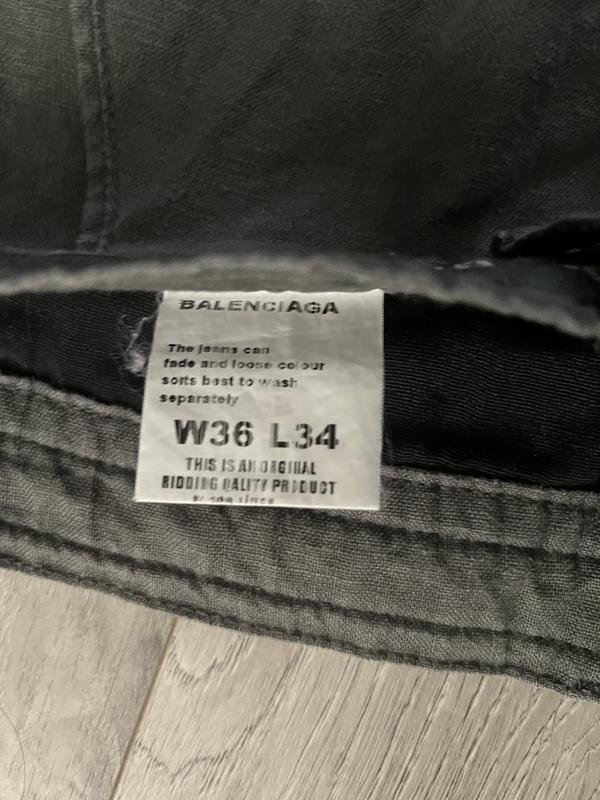 BALENCIAGA
The jeans can
fade and loose colour
sorts best to wash
separately
W36 L34
THIS IS AN ORGIIAL
RIDDING QALITY PRODUCT